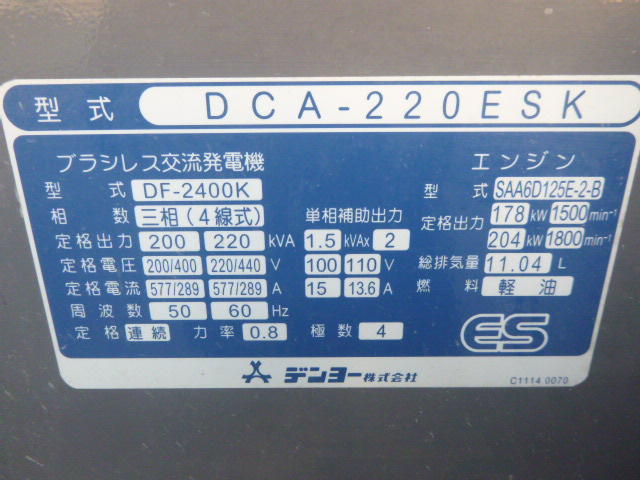 型式 DCA-220ESK
ブラシレス交流発電機
型式 DF-2400K
相数 三相(4線式) 単相補助出力
定格出力 200 220 kVA 1.5 kVAx 2
定格電圧 200/400 220/440 V 100 110 V
定格電流 577/289 577/289 A 15 13.6 A
周波数 50 60 Hz
定格 連続 力率 0.8 極数 4
エンジン
型式 SAA6D125E-2-B
定格出力 178 kW 1500 min-¹
204 kW 1800 min-¹
総排気量 11.04 L
燃料 軽油
ES
デンヨー株式会社
C1114 0070